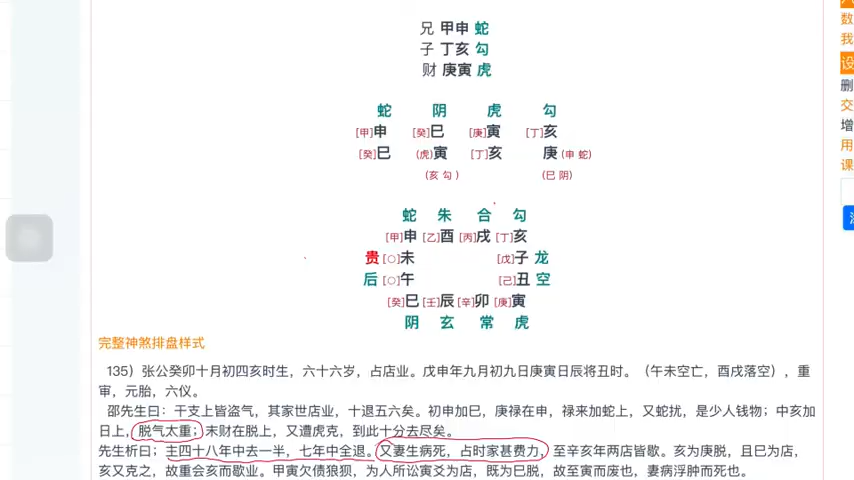 兄 甲申 蛇
子 丁亥 勾
财 庚寅 虎
蛇 阴 虎 勾
[甲]申 [癸]巳 [庚]寅 [丁]亥
[癸]巳 (虎)寅 [丁]亥 庚(申 蛇)
(亥 勾) (巳 阴)
蛇 朱 合 勾
[甲]申 [乙]酉 [丙]戌 [丁]亥
贵 [○]未 [戊]子 龙
后 [○]午 [己]丑 空
[癸]巳 [壬]辰 [辛]卯 [庚]寅
阴 玄 常 虎
完整神煞排盘样式
135）张公癸卯十月初四亥时生，六十六岁，占店业。戊申年九月初九日庚寅日辰将丑时。（午未空亡，酉戌落空），重
审，元胎，六仪。
邵先生曰：干支上皆盗气，其家世店业，十退五六矣。初申加巳，庚禄在申，禄来加蛇上，又蛇扰，是少人钱物；中亥加
日上，脱气太重；末财在脱上，又遭虎克，到此十分去尽矣。
先生析曰：主四十八年中去一半，七年中全退。又妻生病死，占时家甚费力，至辛亥年两店皆歇。亥为庚脱，且巳为店，
亥又克之，故重会亥而歇业。甲寅欠债狼狈，为人所讼寅爻为店，既为巳脱，故至寅而废也，妻病浮肿而死也。
数
我
设
删
交
增
用
课